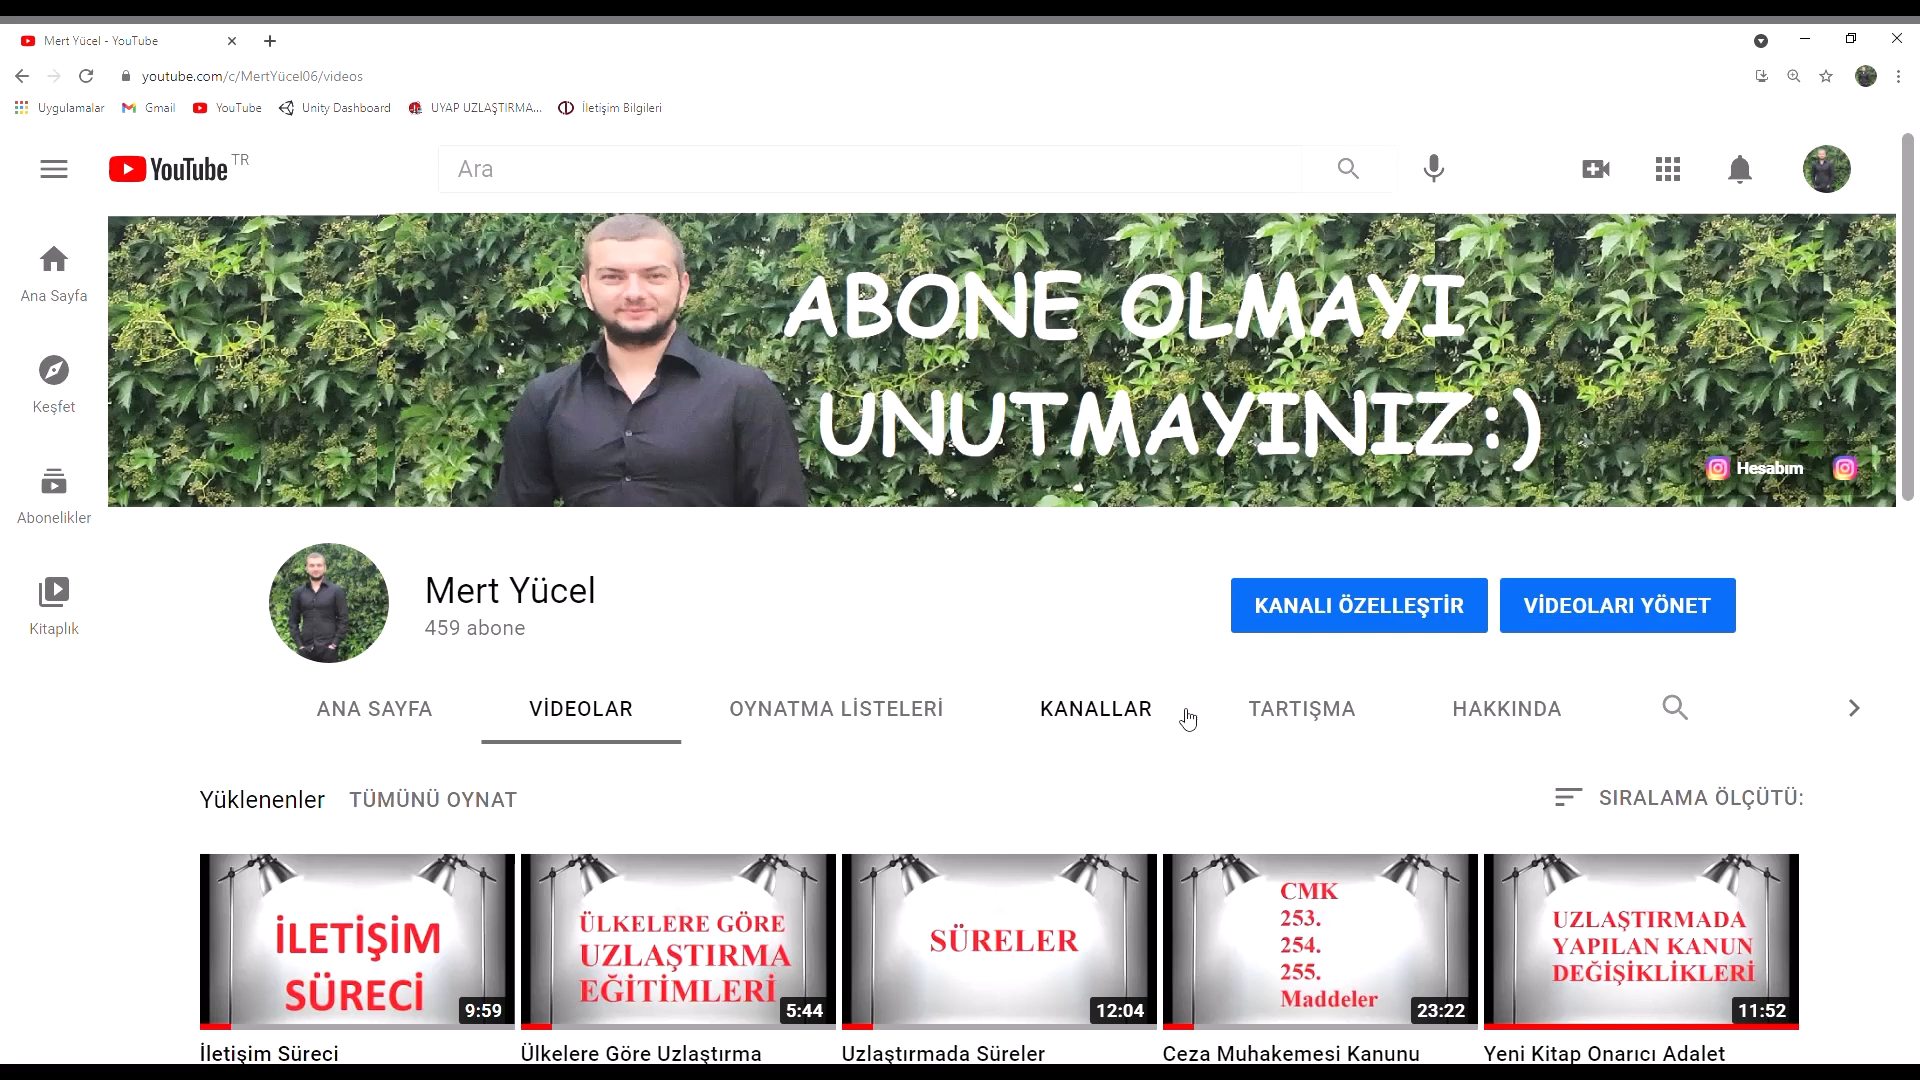 Mert Yücel - YouTube
youtube.com/c/MertYücel06/videos
Uygulamalar Gmail YouTube Unity Dashboard UYAP UZLAŞTIRMA... İletişim Bilgileri
YouTube TR
Ara
Ana Sayfa
Keşfet
Abonelikler
Kitaplık
ABONE OLMAYI
UNUTMAYINIZ:)
Hesabım
Mert Yücel
459 abone
KANALI ÖZELLEŞTİR VİDEOLARI YÖNET
ANA SAYFA VİDEOLAR OYNATMA LİSTELERİ KANALLAR TARTIŞMA HAKKINDA
Yüklenenler TÜMÜNÜ OYNAT SIRALAMA ÖLÇÜTÜ:
İLETİŞİM
SÜRECİ
9:59
ÜLKELERE GÖRE
UZLAŞTIRMA
EĞİTİMLERİ
5:44
SÜRELER
12:04
CMK
253.
254.
255.
Maddeler
23:22
UZLAŞTIRMADA
YAPILAN KANUN
DEĞİŞİKLİKLERİ
11:52
İletişim Süreci
Ülkelere Göre Uzlaştırma
Uzlaştırmada Süreler
Ceza Muhakemesi Kanunu
Yeni Kitap Onarıcı Adalet